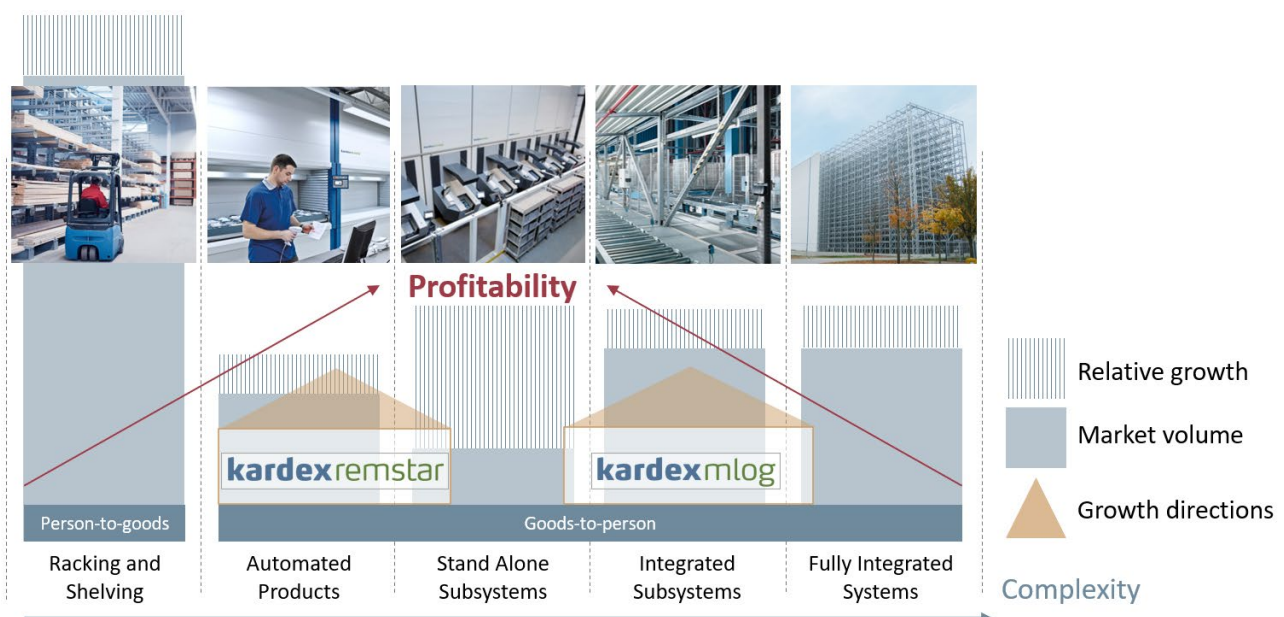 Profitability
kardexremstar
kardexmlog
Relative growth
Market volume
Growth directions
Person-to-goods
Goods-to-person
Racking and
Shelving
Automated
Products
Stand Alone
Subsystems
Integrated
Subsystems
Fully Integrated
Systems
Complexity